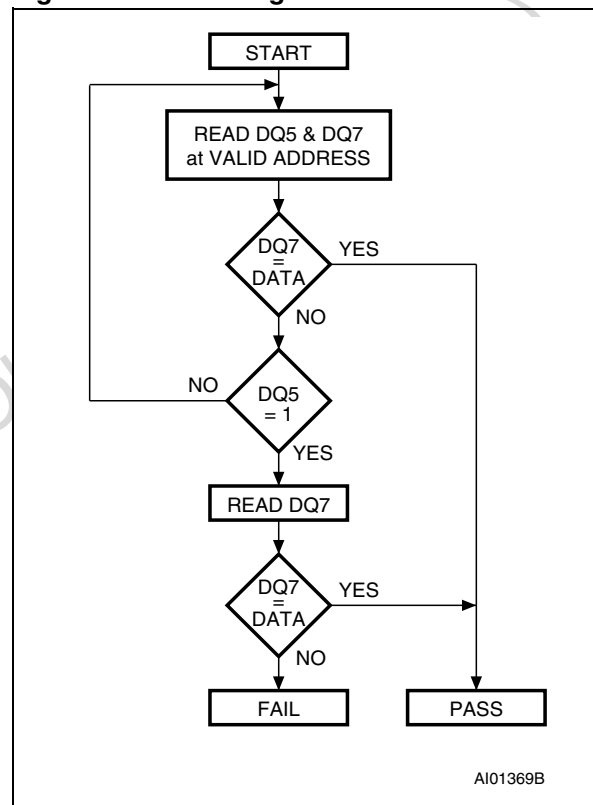 START
READ DQ5 & DQ7
at VALID ADDRESS
DQ7
=
DATA
YES
NO
NO
DQ5
= 1
YES
READ DQ7
DQ7
=
DATA
YES
NO
FAIL
PASS
AI01369B